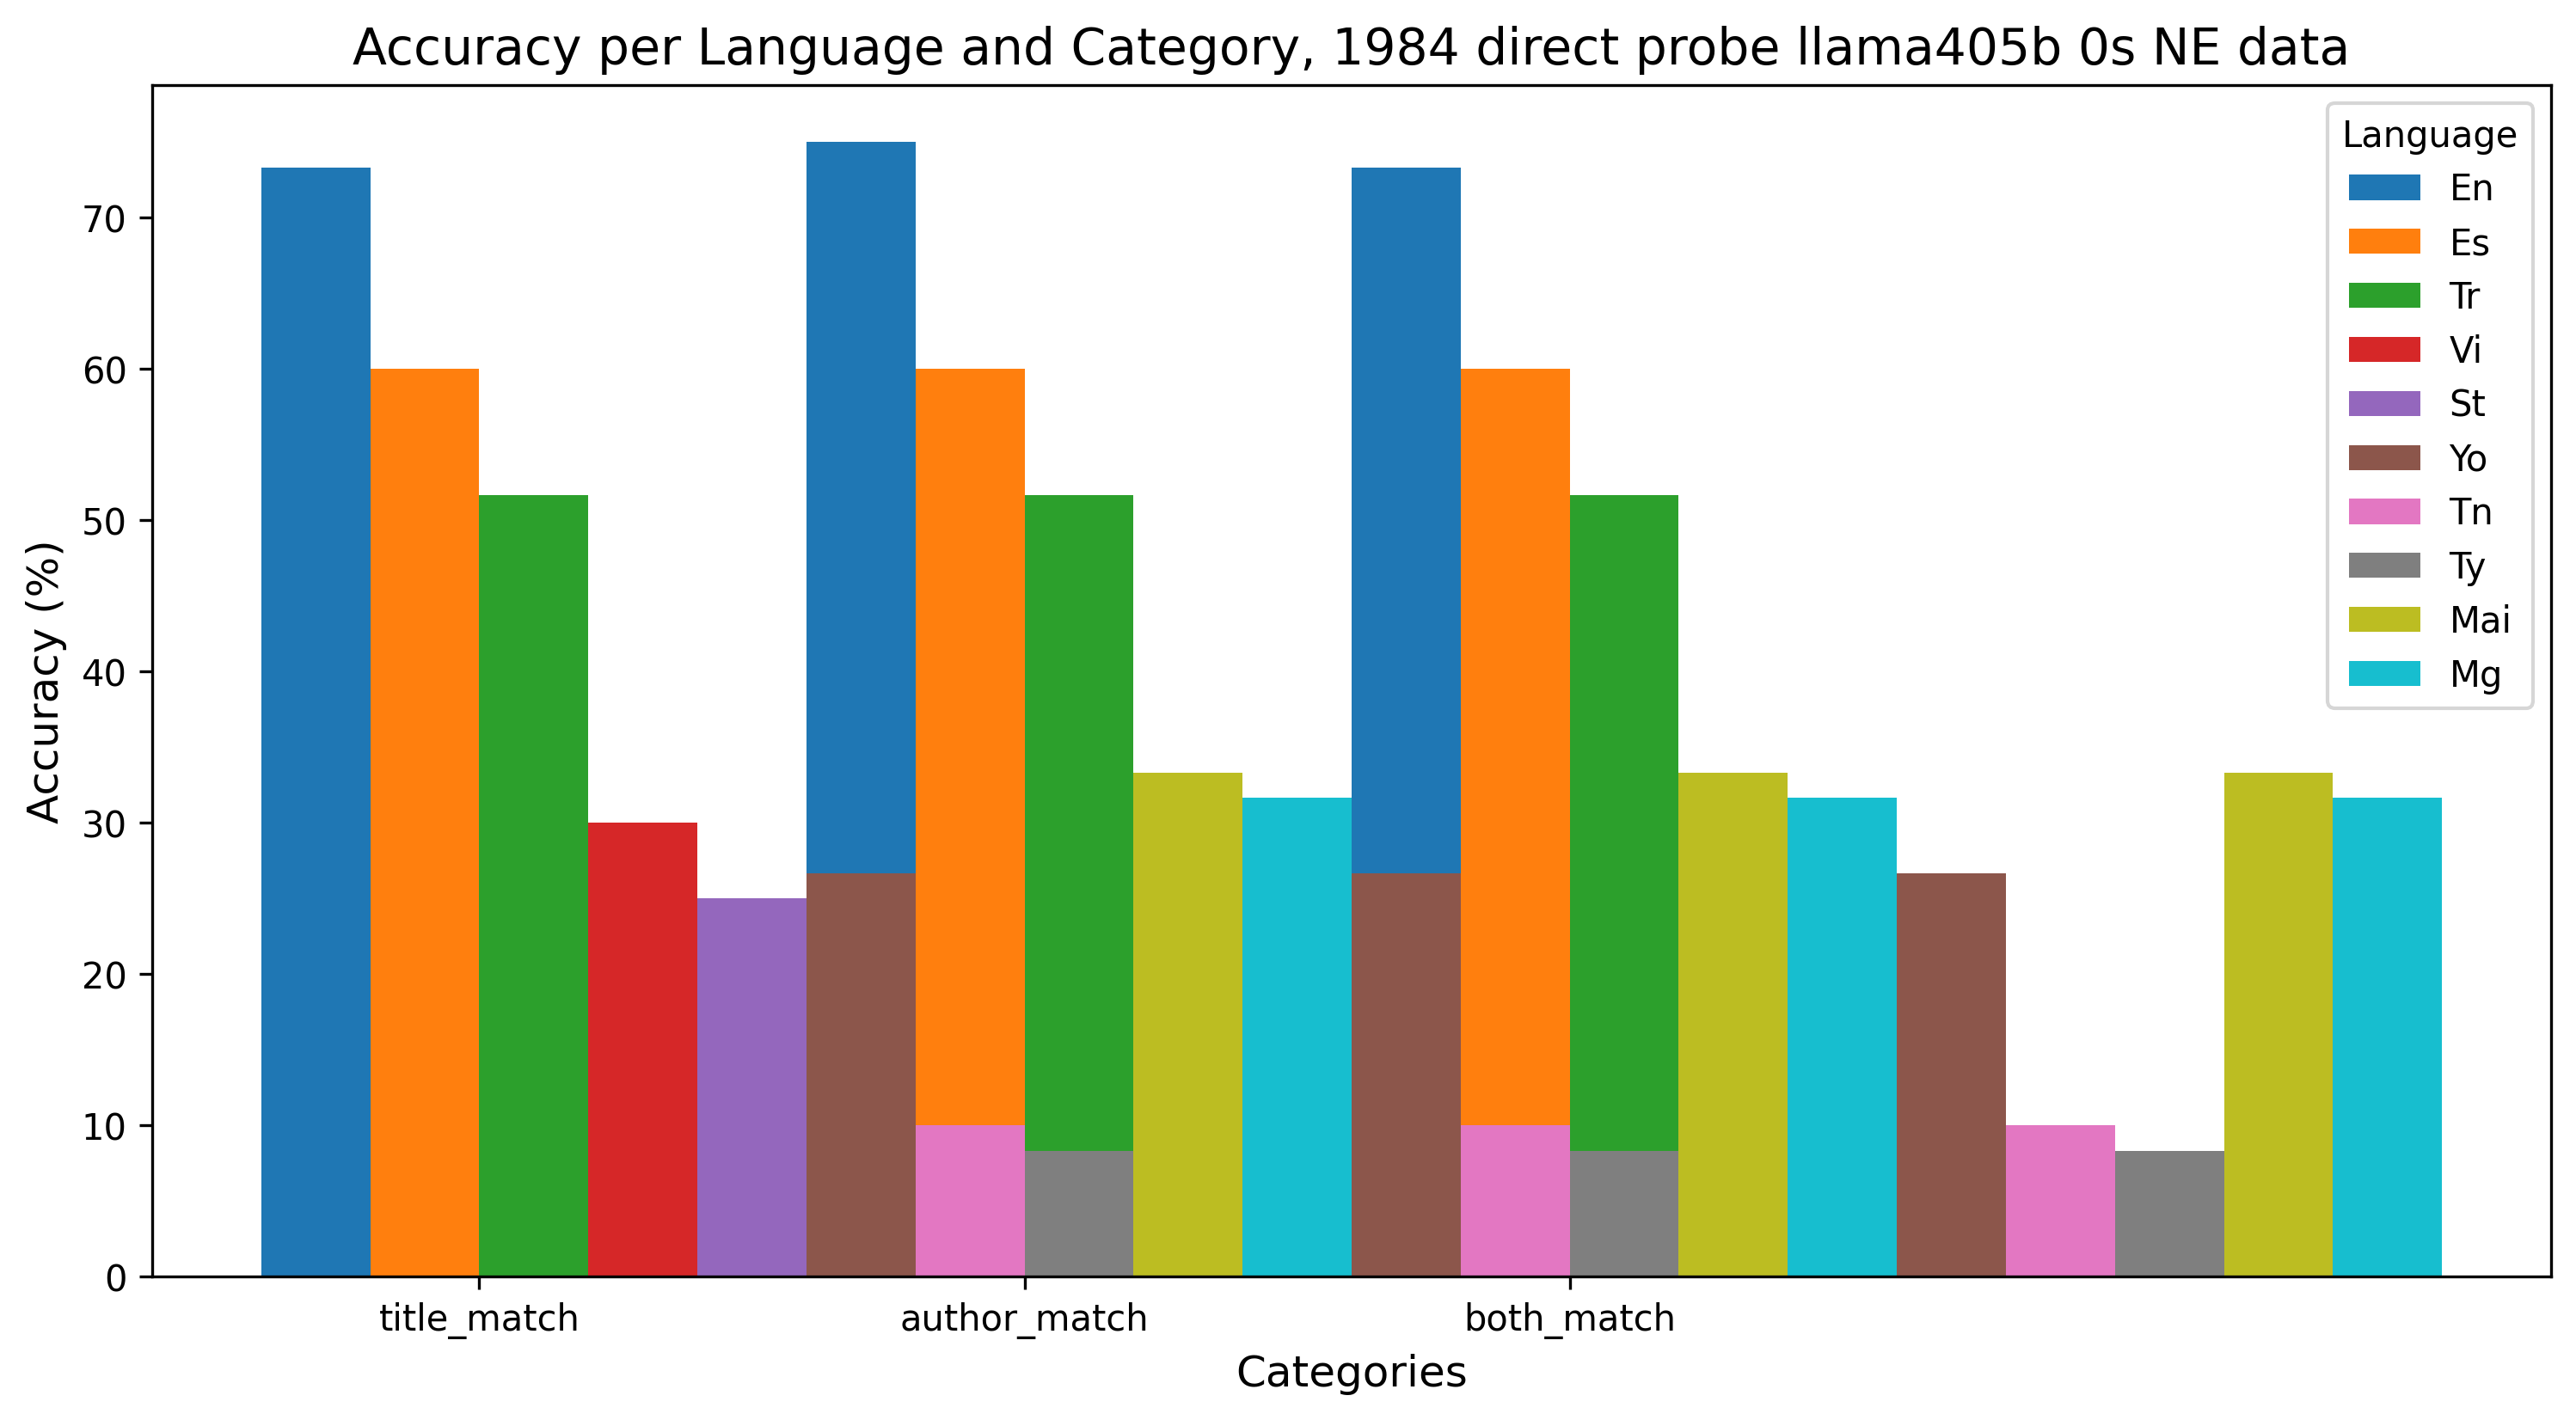 Accuracy per Language and Category, 1984 direct probe llama405b 0s NE data
Accuracy (%)
70
60
50
40
30
20
10
0
title_match
author_match
both_match
Categories
Language
En
Es
Tr
Vi
St
Yo
Tn
Ty
Mai
Mg